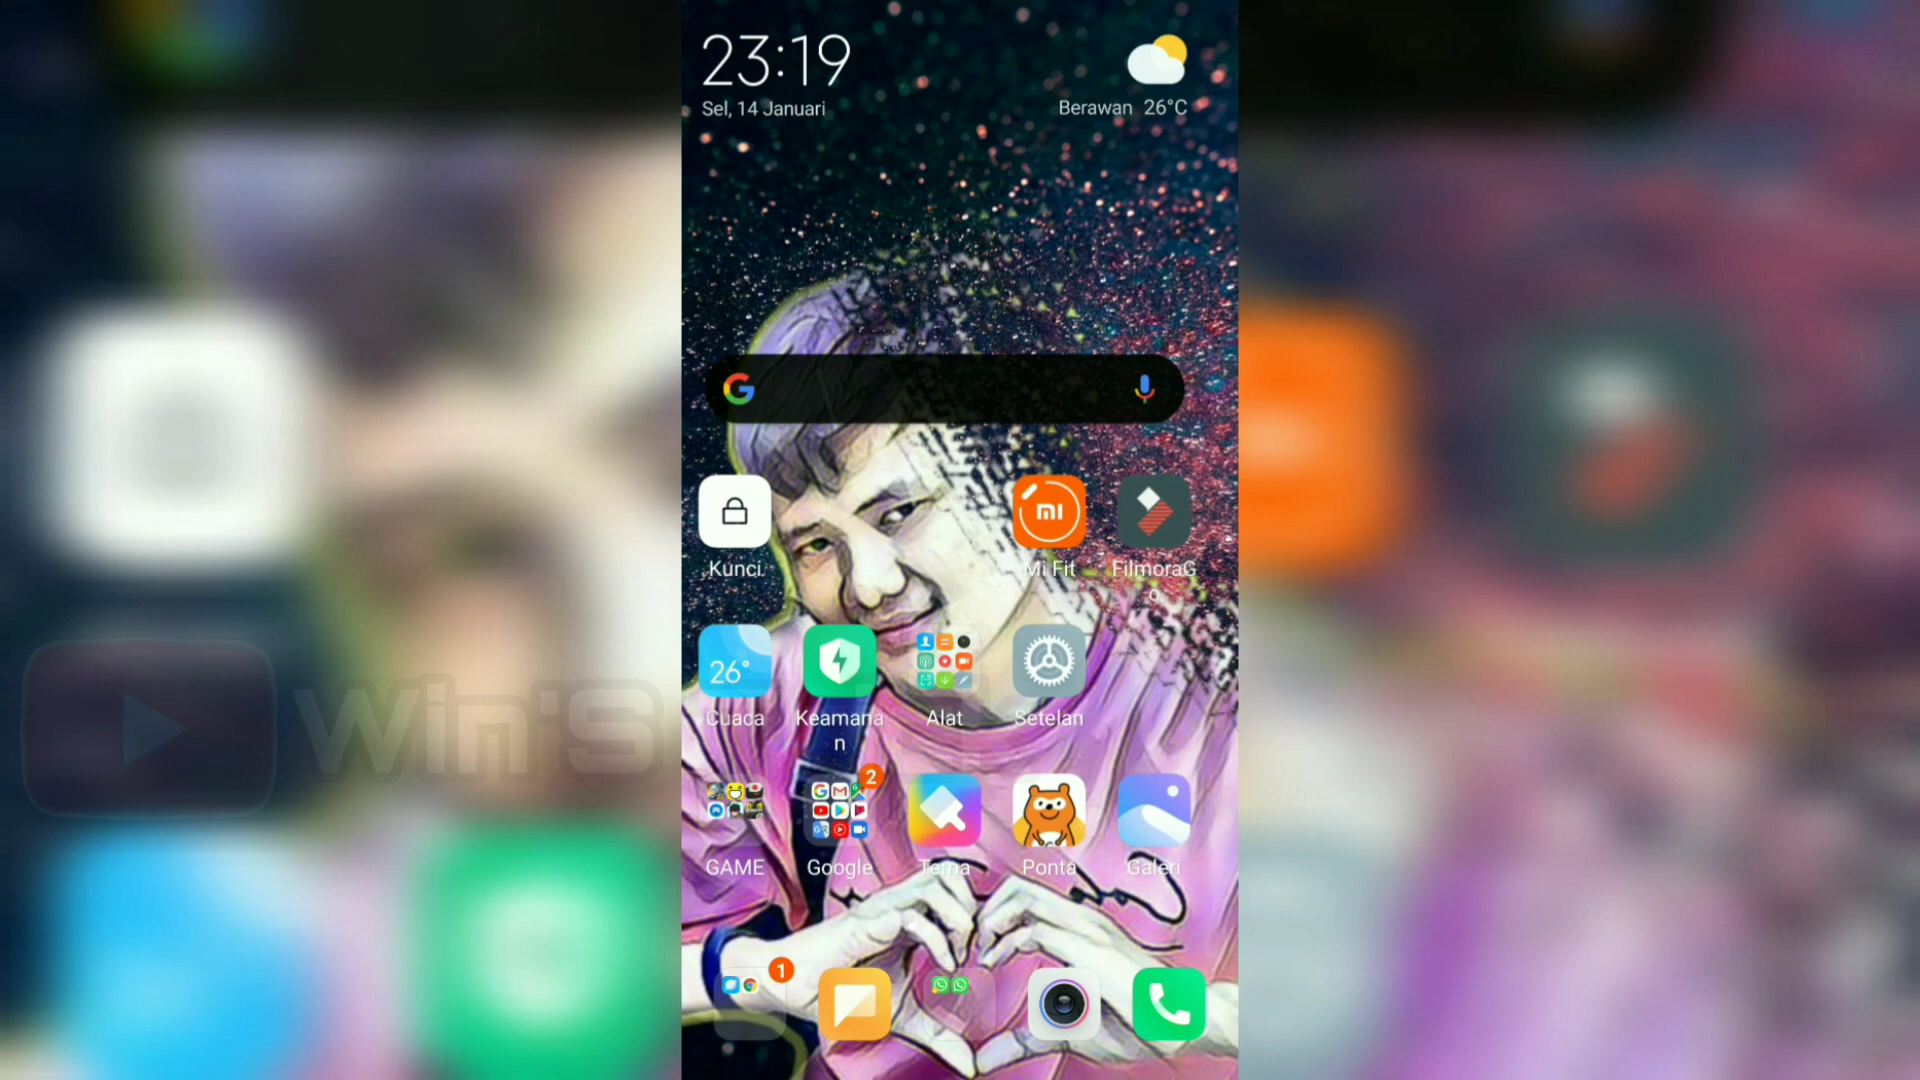 23:19
Sel, 14 Januari
Berawan 26°C
Kunci
Mi Fit
FilmoraG
o
26°
Cuaca
Keamana
n
Alat
Setelan
Win'S
2
GAME
Google
Tema
Ponta
Galeri
1